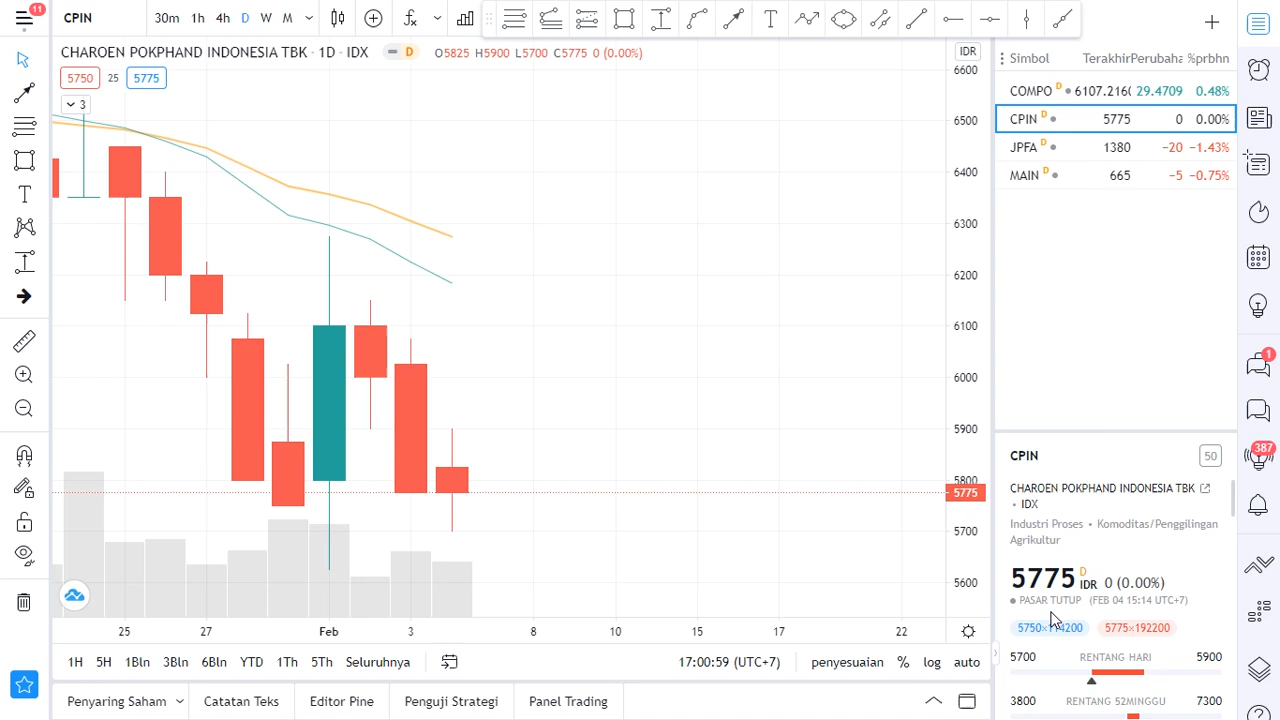 11
CPIN
30m 1h 4h D W M
CHAROEN POKPHAND INDONESIA TBK · 1D · IDX
D
O5825 H5900 L5700 C5775 0 (0.00%)
5750 25 5775
3
IDR
6600
6500
6400
6300
6200
6100
6000
5900
5800
5775
5700
5600
25 27 Feb 3 8 10 15 17 22
1H 5H 1Bln 3Bln 6Bln YTD 1Th 5Th Seluruhnya
17:00:59 (UTC+7) penyesuaian % log auto
Penyaring Saham Catatan Teks Editor Pine Penguji Strategi Panel Trading
Simbol Terakhir Perubaha %prbhn
COMPO D 6107.216 29.4709 0.48%
CPIN D 5775 0 0.00%
JPFA D 1380 −20 −1.43%
MAIN D 665 −5 −0.75%
CPIN 50
CHAROEN POKPHAND INDONESIA TBK
• IDX
Industri Proses • Komoditas/Penggilingan
Agrikultur
5775 D IDR 0 (0.00%)
PASAR TUTUP (FEB 04 15:14 UTC+7)
5775×192200
5700 RENTANG HARI 5900
3800 RENTANG 52MINGGU 7300
1
387